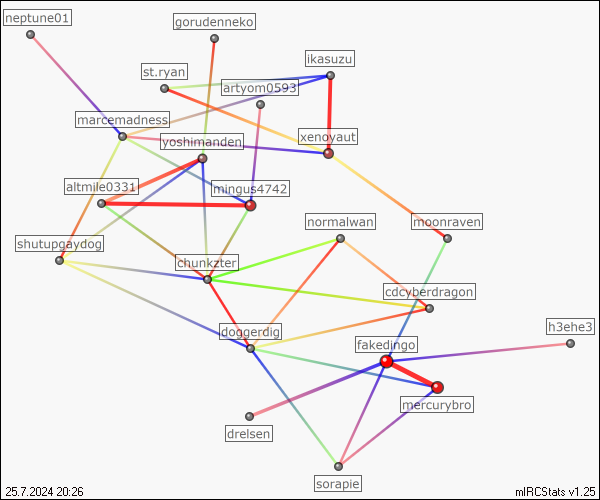 neptune01
gorudenneko
ikasuzu
st.ryan
artyom0593
marcemadness
xenoyaut
yoshimanden
altmile0331
mingus4742
normalwan
moonraven
shutupgaydog
chunkzter
cdcyberdragon
doggerdig
h3ehe3
fakedingo
mercurybro
drelsen
sorapie
25.7.2024 20:26
mIRCStats v1.25